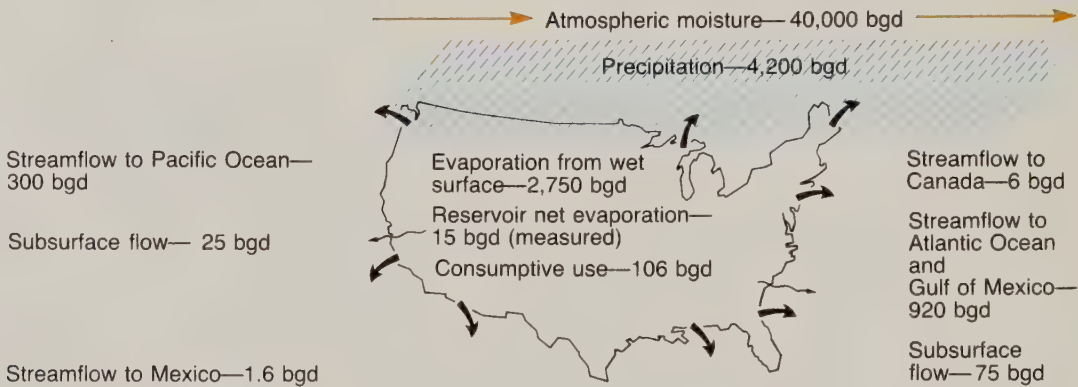 Atmospheric moisture—40,000 bgd
Precipitation—4,200 bgd
Streamflow to Pacific Ocean—
300 bgd
Subsurface flow— 25 bgd
Streamflow to Mexico—1.6 bgd
Evaporation from wet
surface—2,750 bgd
Reservoir net evaporation—
15 bgd (measured)
Consumptive use—106 bgd
Streamflow to
Canada—6 bgd
Streamflow to
Atlantic Ocean
and
Gulf of Mexico—
920 bgd
Subsurface
flow—75 bgd